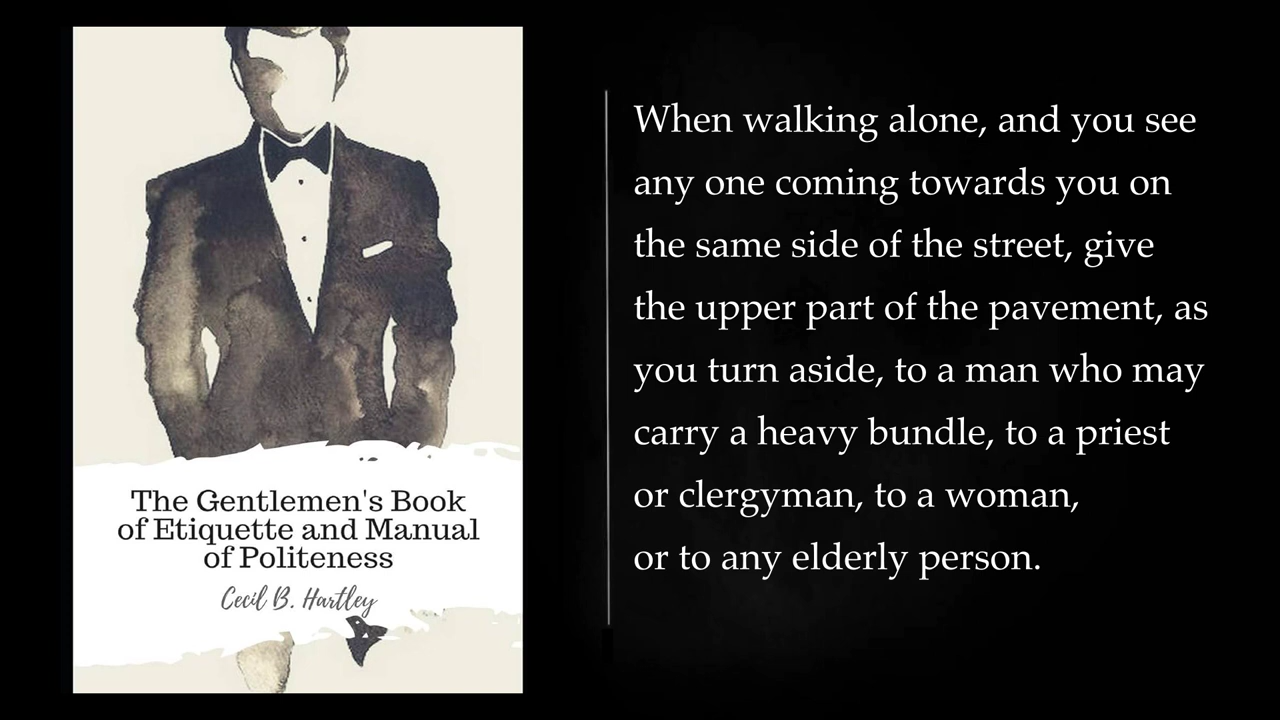 The Gentlemen's Book
of Etiquette and Manual
of Politeness
Cecil B. Hartley
When walking alone, and you see
any one coming towards you on
the same side of the street, give
the upper part of the pavement, as
you turn aside, to a man who may
carry a heavy bundle, to a priest
or clergyman, to a woman,
or to any elderly person.